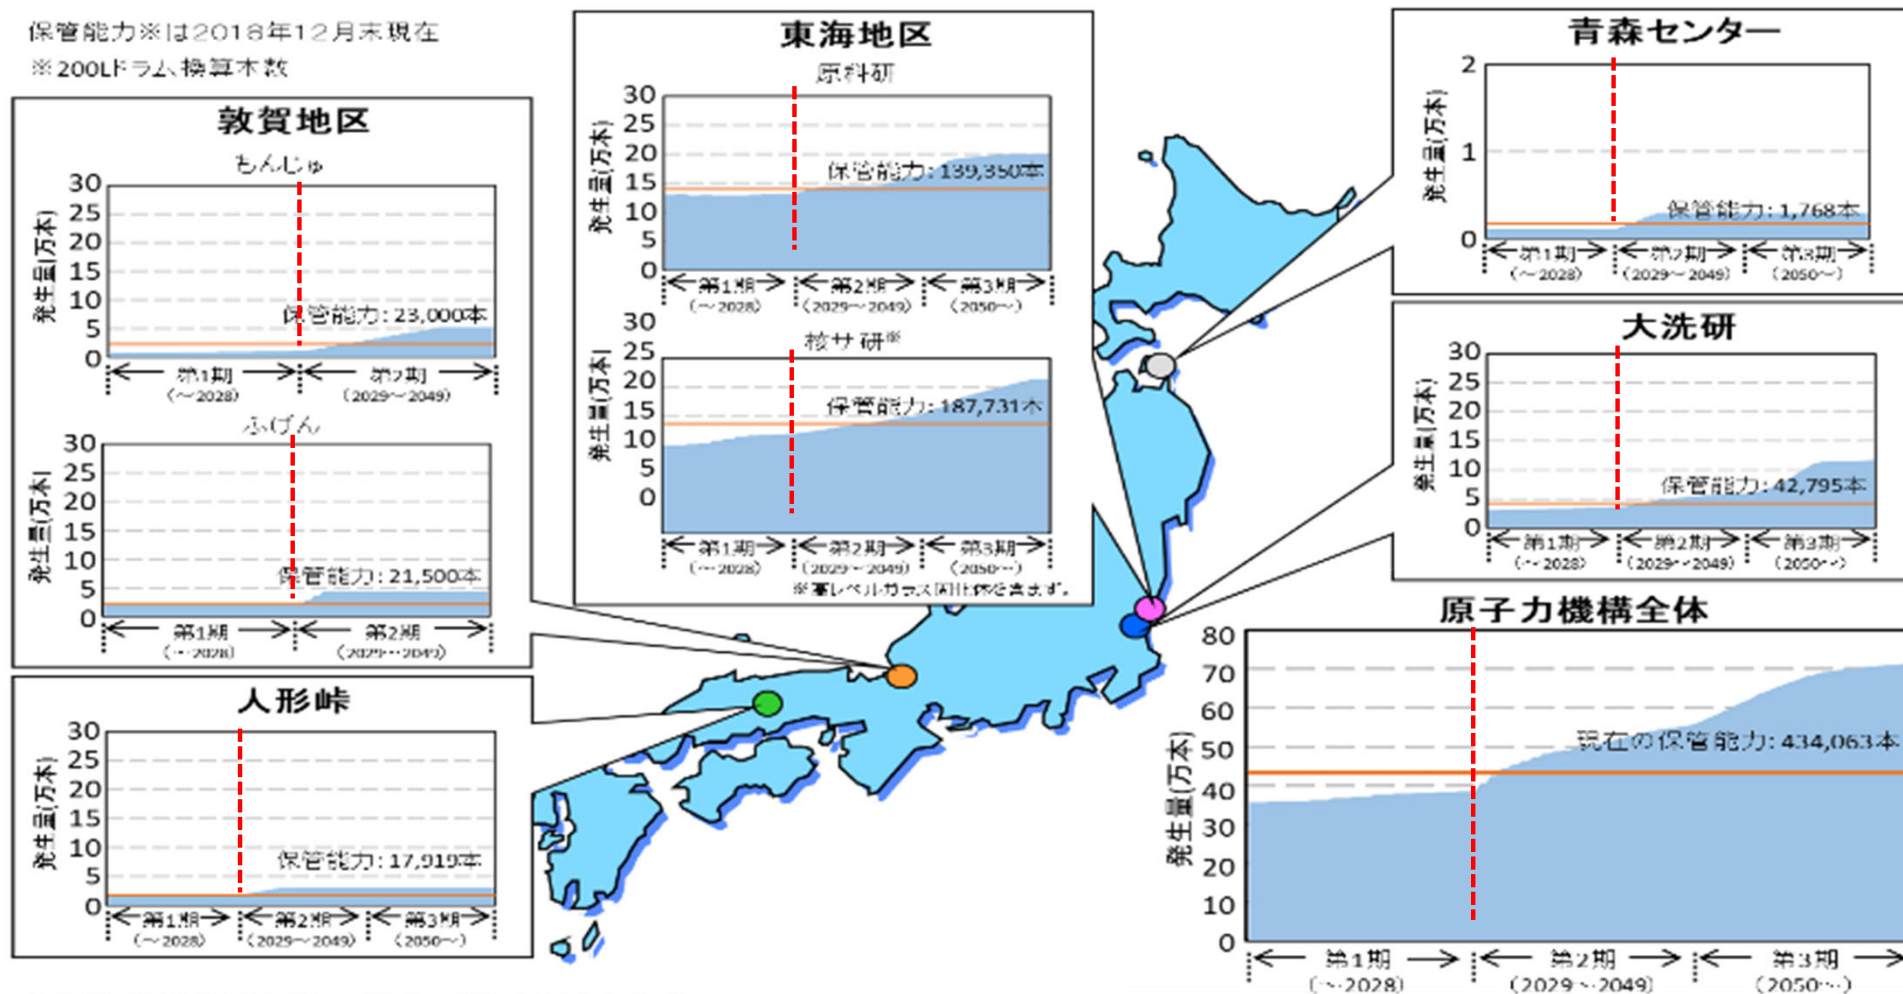 保管能力※は2018年12月末現在
※200Lドラム換算本数
敦賀地区
もんじゅ
発生量(万本)
30
25
20
15
10
5
0
保管能力:23,000本
第1期
(～2028)
第2期
(2029～2049)
ふげん
発生量(万本)
30
25
20
15
10
5
0
保管能力:21,500本
第1期
(～2028)
第2期
(2029～2049)
人形峠
発生量(万本)
30
25
20
15
10
5
0
保管能力:17,919本
第1期
(～2028)
第2期
(2029～2049)
第3期
(2050～)
東海地区
原科研
発生量(万本)
30
25
20
15
10
5
0
保管能力:139,350本
第1期
(～2028)
第2期
(2029～2049)
第3期
(2050～)
核サ研※
発生量(万本)
30
25
20
15
10
5
0
保管能力:187,731本
第1期
(～2028)
第2期
(2029～2049)
第3期
(2050～)
※高レベルガラス固化体を含まず。
青森センター
発生量(万本)
2
1
0
保管能力:1,768本
第1期
(～2028)
第2期
(2029～2049)
第3期
(2050～)
大洗研
発生量(万本)
30
25
20
15
10
5
0
保管能力:42,795本
第1期
(～2028)
第2期
(2029～2049)
第3期
(2050～)
原子力機構全体
発生量(万本)
80
70
60
50
40
30
20
10
0
現在の保管能力:434,063本
第1期
(～2028)
第2期
(2029～2049)
第3期
(2050～)